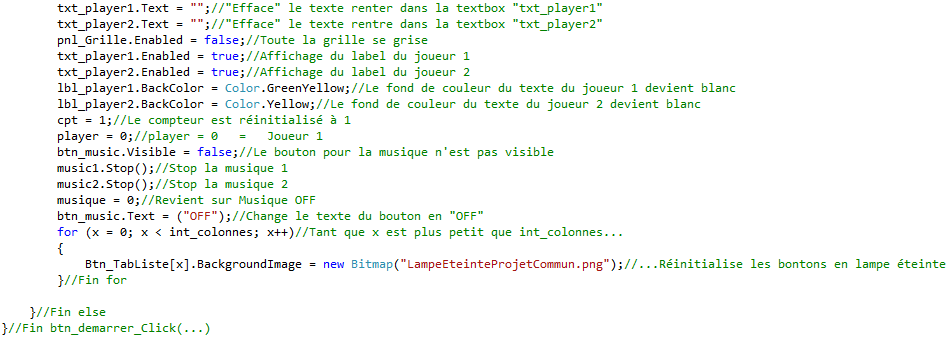 txt_player1.Text = "";//"Efface" le texte renter dans la textbox "txt_player1"
txt_player2.Text = "";//"Efface" le texte rentre dans la textbox "txt_player2"
pnl_Grille.Enabled = false;//Toute la grille se grise
txt_player1.Enabled = true;//Affichage du label du joueur 1
txt_player2.Enabled = true;//Affichage du label du joueur 2
lbl_player1.BackColor = Color.GreenYellow;//Le fond de couleur du texte du joueur 1 devient blanc
lbl_player2.BackColor = Color.Yellow;//Le fond de couleur du texte du joueur 2 devient blanc
cpt = 1;//Le compteur est réinitialisé à 1
player = 0;//player = 0   =   Joueur 1
btn_music.Visible = false;//Le bouton pour la musique n'est pas visible
music1.Stop();//Stop la musique 1
music2.Stop();//Stop la musique 2
musique = 0;//Revient sur Musique OFF
btn_music.Text = ("OFF");//Change le texte du bouton en "OFF"
for (x = 0; x < int_colonnes; x++)//Tant que x est plus petit que int_colonnes...
{
Btn_TabListe[x].BackgroundImage = new Bitmap("LampeEteinteProjetCommun.png");//...Réinitialise les bontons en lampe éteinte
}//Fin for
}//Fin else
}//Fin btn_demarrer_Click(...)